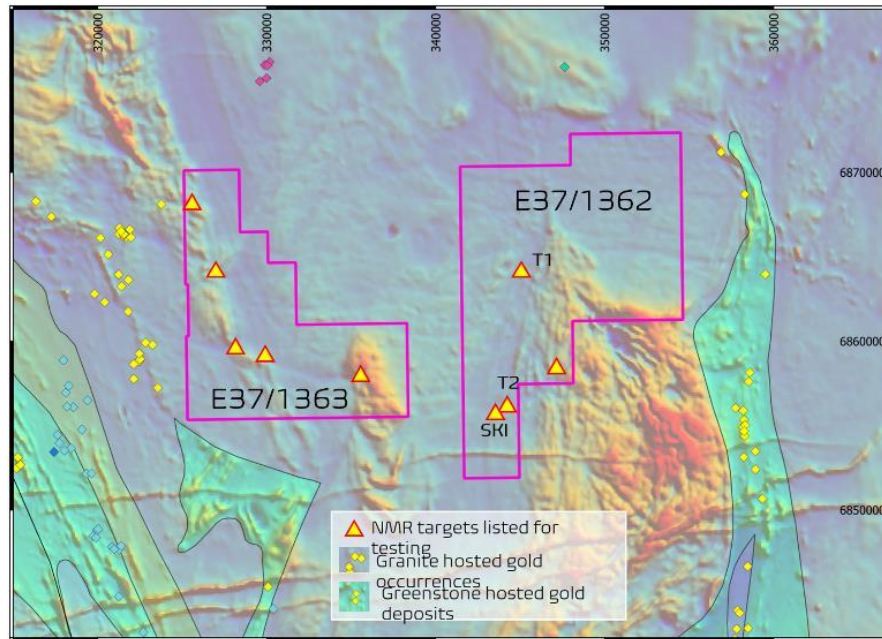 320000
330000
340000
350000
360000
6870000
E37/1362
T1
6860000
T2
E37/1363
SKI
6850000
NMR targets listed for
testing
Granite hosted gold
occurrences
Greenstone hosted gold
deposits